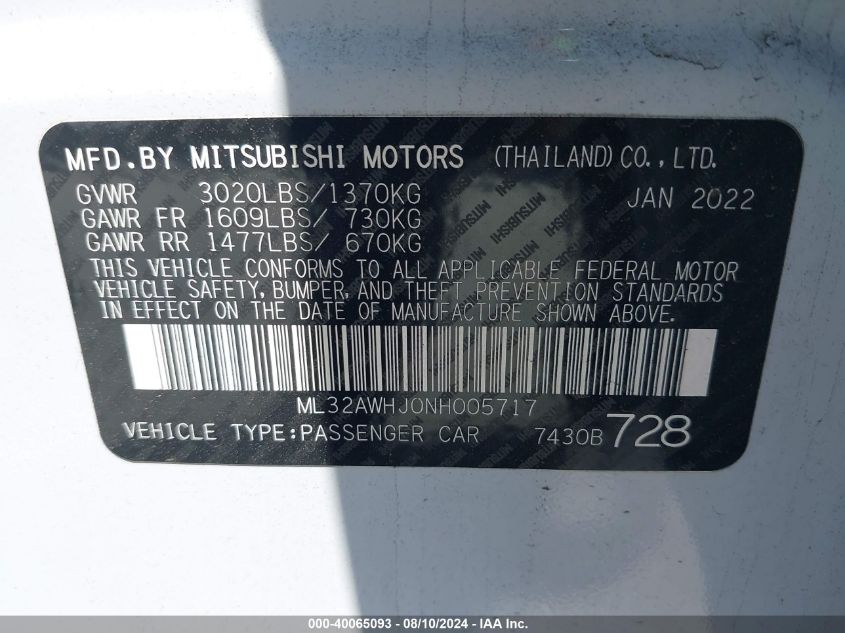 MFD.BY MITSUBISHI MOTORS (THAILAND) CO., LTD.
GVWR 3020LBS/1370KG JAN 2022
GAWR FR 1609LBS/ 730KG
GAWR RR 1477LBS/ 670KG
THIS VEHICLE CONFORMS TO ALL APPLICABLE FEDERAL MOTOR
VEHICLE SAFETY, BUMPER, AND THEFT PREVENTION STANDARDS
IN EFFECT ON THE DATE OF MANUFACTURE SHOWN ABOVE.
ML32AWHJ0NH005717
VEHICLE TYPE:PASSENGER CAR 7430B 728
000-40065093 - 08/10/2024 - IAA Inc.